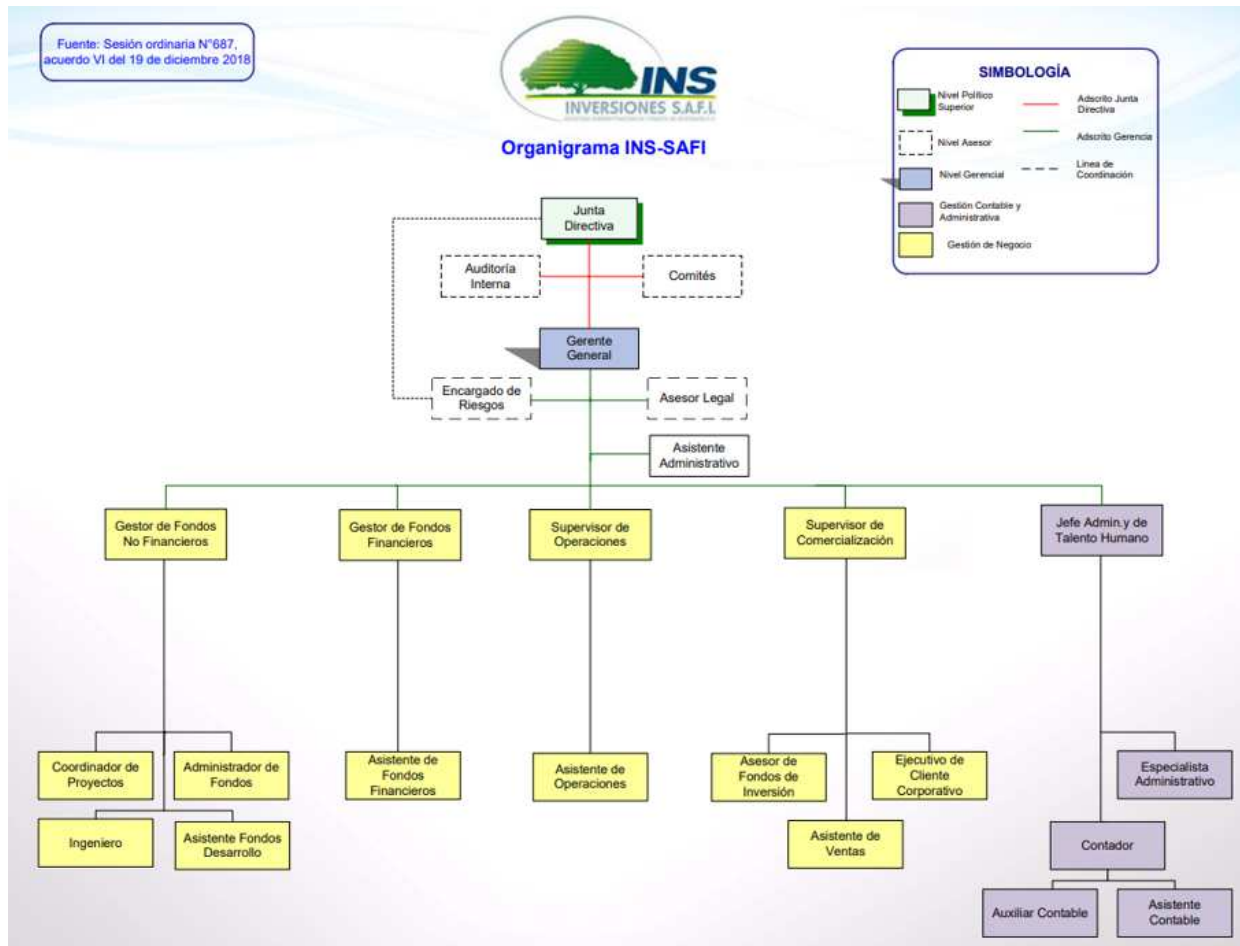 Fuente: Sesión ordinaria N°687,
acuerdo VI del 19 de diciembre 2018
INS
INVERSIONES S.A.F.I.
Organigrama INS-SAFI
SIMBOLOGÍA
Nivel Político
Superior
Adscrito Junta
Directiva
Nivel Asesor
Adscrito Gerencia
Nivel Gerencial
Linea de
Coordinación
Gestión Contable y
Administrativa
Gestión de Negocio
Junta
Directiva
Auditoría
Interna
Comités
Gerente
General
Encargado de
Riesgos
Asesor Legal
Asistente
Administrativo
Gestor de Fondos
No Financieros
Gestor de Fondos
Financieros
Supervisor de
Operaciones
Supervisor de
Comercialización
Jefe Admin.y de
Talento Humano
Coordinador de
Proyectos
Administrador de
Fondos
Asistente de
Fondos
Financieros
Asistente de
Operaciones
Asesor de
Fondos de
Inversión
Ejecutivo de
Cliente
Corporativo
Especialista
Administrativo
Ingeniero
Asistente Fondos
Desarrollo
Asistente de
Ventas
Contador
Auxiliar Contable
Asistente
Contable